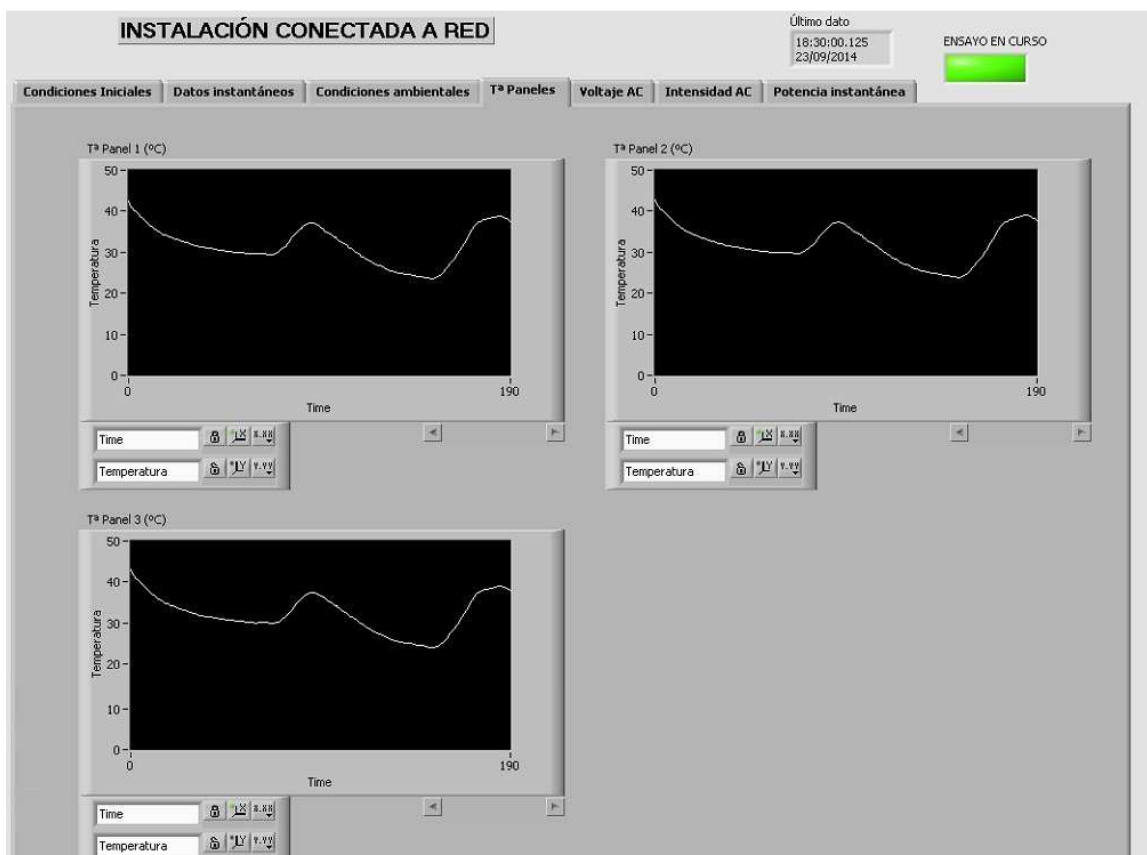 INSTALACIÓN CONECTADA A RED
Último dato
18:30:00.125
23/09/2014
ENSAYO EN CURSO
Condiciones Iniciales
Datos instantáneos
Condiciones ambientales
Tª Paneles
Voltaje AC
Intensidad AC
Potencia instantánea
Tª Panel 1 (ºC)
50
40
30
20
10
0
Temperatura
0
190
Time
Time
Temperatura
Tª Panel 2 (ºC)
50
40
30
20
10
0
Temperatura
0
190
Time
Time
Temperatura
Tª Panel 3 (ºC)
50
40
30
20
10
0
Temperatura
0
190
Time
Time
Temperatura